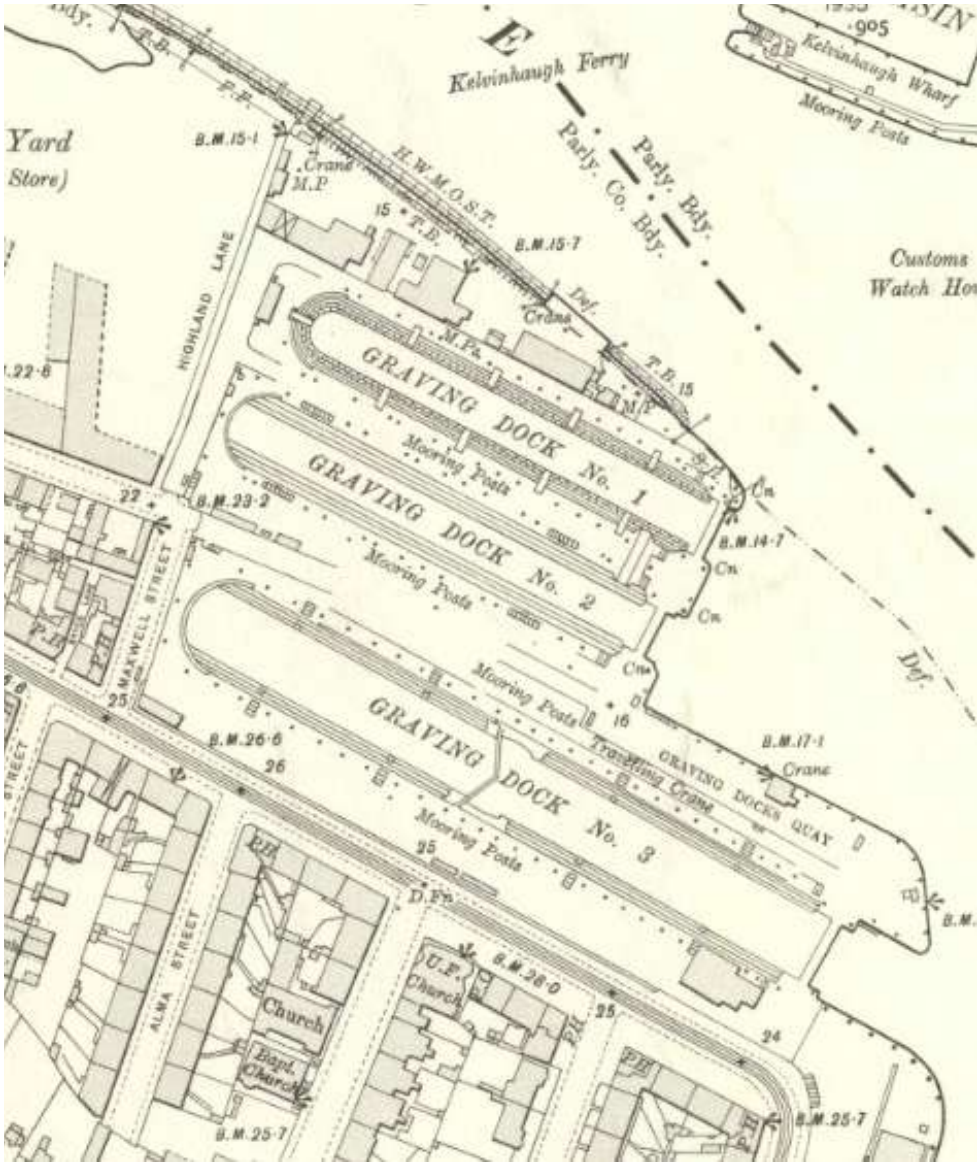 Bdy.
T.B.
F.P.
E
Kelvinhaugh Ferry
905
Kelvinhaugh Wharf
Mooring Posts
Yard
Store)
B.M.15·1
Crane
M.P
H.W.M.O.S.T.
Parly. Bdy.
Parly. Co. Bdy.
15
T.B.
B.M.15·7
Def.
Crane
Customs
HIGHLAND LANE
M.Ps.
GRAVING DOCK No. 1
T.B.
15
M.P
22·8
Mooring Posts
GRAVING DOCK No. 2
Cn
B.M.14·7
22
B.M.23·2
Mooring Posts
Cn
Cn
Cn
P.H
P.H
MAXWELL STREET
Mooring Posts
Def.
25
GRAVING DOCK No. 3
16
GRAVING DOCKS QUAY
Travelling Crane
B.M.17·1
Crane
B.M.26·6
26
STREET
Mooring Posts
25
B.M.
P.H
D.Fn
ALMA STREET
U.F.
Church
B.M.26·0
Church
Bapt.
Church
P.H
25
24
P.H
P.H
B.M.25·7
B.M.25·7